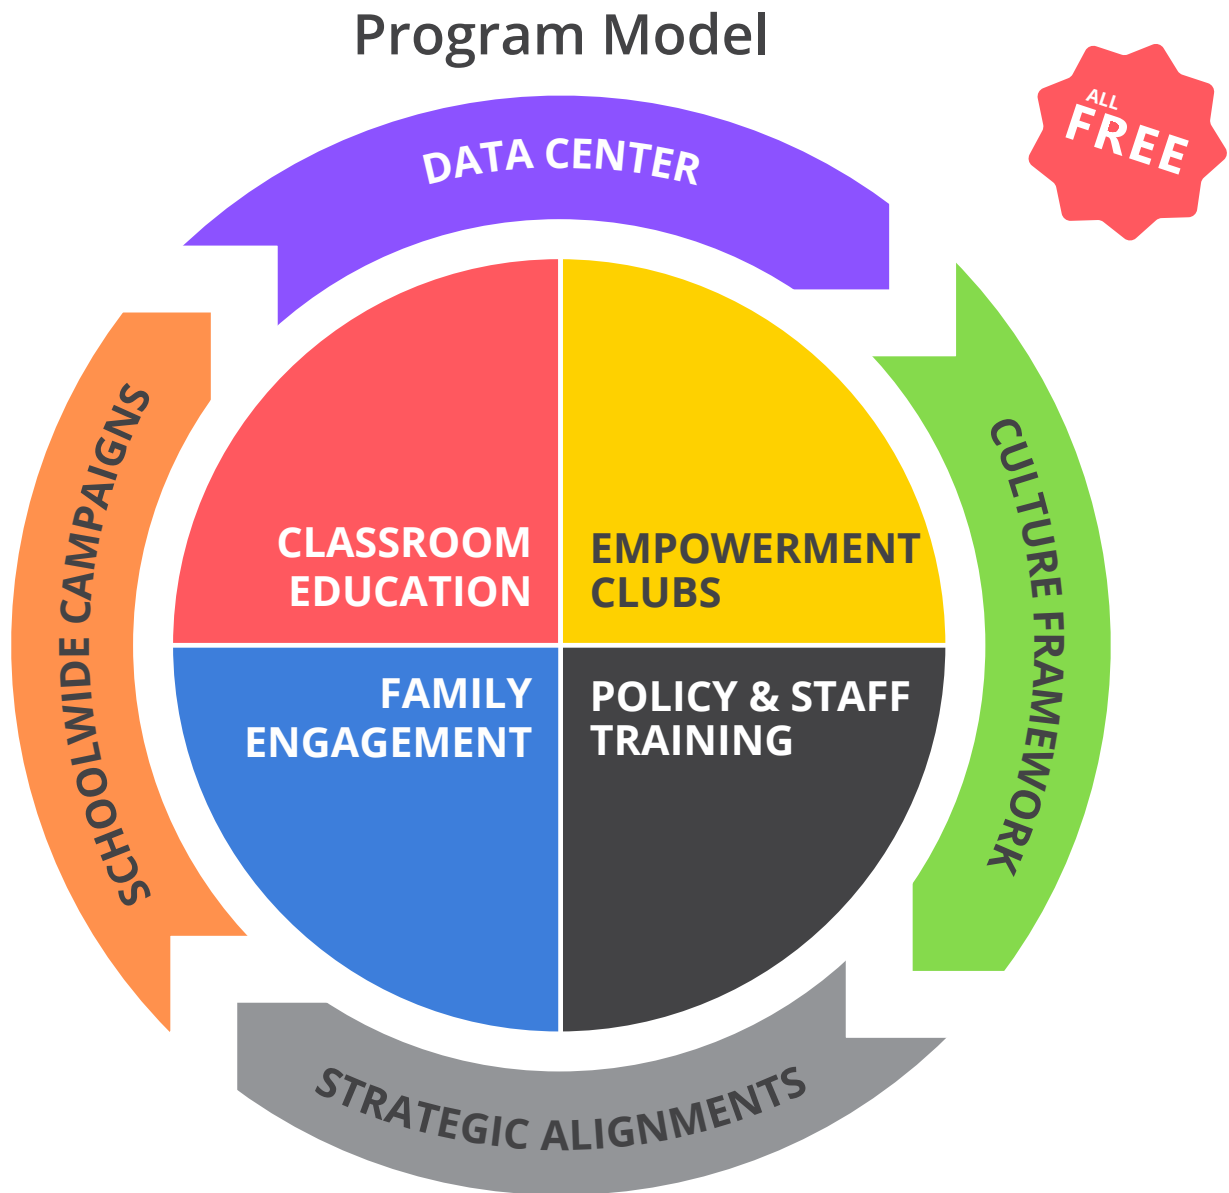 Program Model
ALL
FREE
DATA CENTER
SCHOOLWIDE CAMPAIGNS
CULTURE FRAMEWORK
CLASSROOM
EDUCATION
EMPOWERMENT
CLUBS
FAMILY
ENGAGEMENT
POLICY & STAFF
TRAINING
STRATEGIC ALIGNMENTS